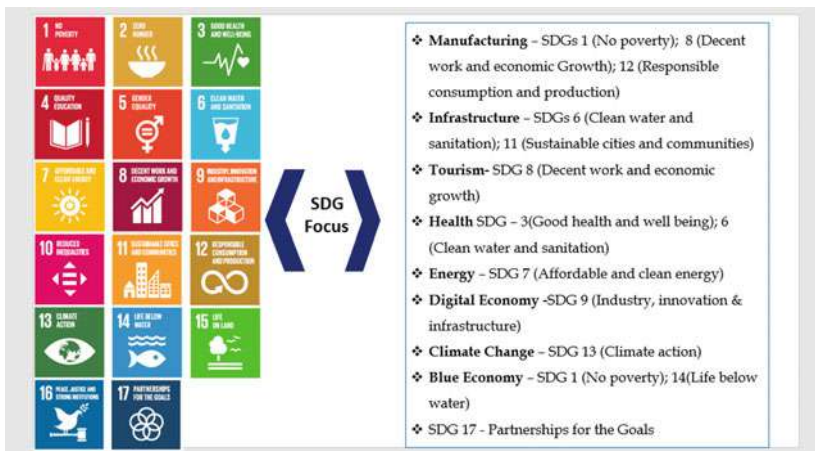 1 NO
POVERTY
2 ZERO
HUNGER
3 GOOD HEALTH
AND WELL-BEING
4 QUALITY
EDUCATION
5 GENDER
EQUALITY
6 CLEAN WATER
AND SANITATION
7 AFFORDABLE AND
CLEAN ENERGY
8 DECENT WORK AND
ECONOMIC GROWTH
9 INDUSTRY, INNOVATION
AND INFRASTRUCTURE
10 REDUCED
INEQUALITIES
11 SUSTAINABLE CITIES
AND COMMUNITIES
12 RESPONSIBLE
CONSUMPTION
AND PRODUCTION
13 CLIMATE
ACTION
14 LIFE BELOW
WATER
15 LIFE
ON LAND
16 PEACE, JUSTICE AND
STRONG INSTITUTIONS
17 PARTNERSHIPS
FOR THE GOALS
SDG
Focus
❖ Manufacturing – SDGs 1 (No poverty); 8 (Decent
work and economic Growth); 12 (Responsible
consumption and production)
❖ Infrastructure – SDGs 6 (Clean water and
sanitation); 11 (Sustainable cities and communities)
❖ Tourism- SDG 8 (Decent work and economic
growth)
❖ Health SDG – 3(Good health and well being); 6
(Clean water and sanitation)
❖ Energy – SDG 7 (Affordable and clean energy)
❖ Digital Economy -SDG 9 (Industry, innovation &
infrastructure)
❖ Climate Change – SDG 13 (Climate action)
❖ Blue Economy – SDG 1 (No poverty); 14(Life below
water)
❖ SDG 17 - Partnerships for the Goals